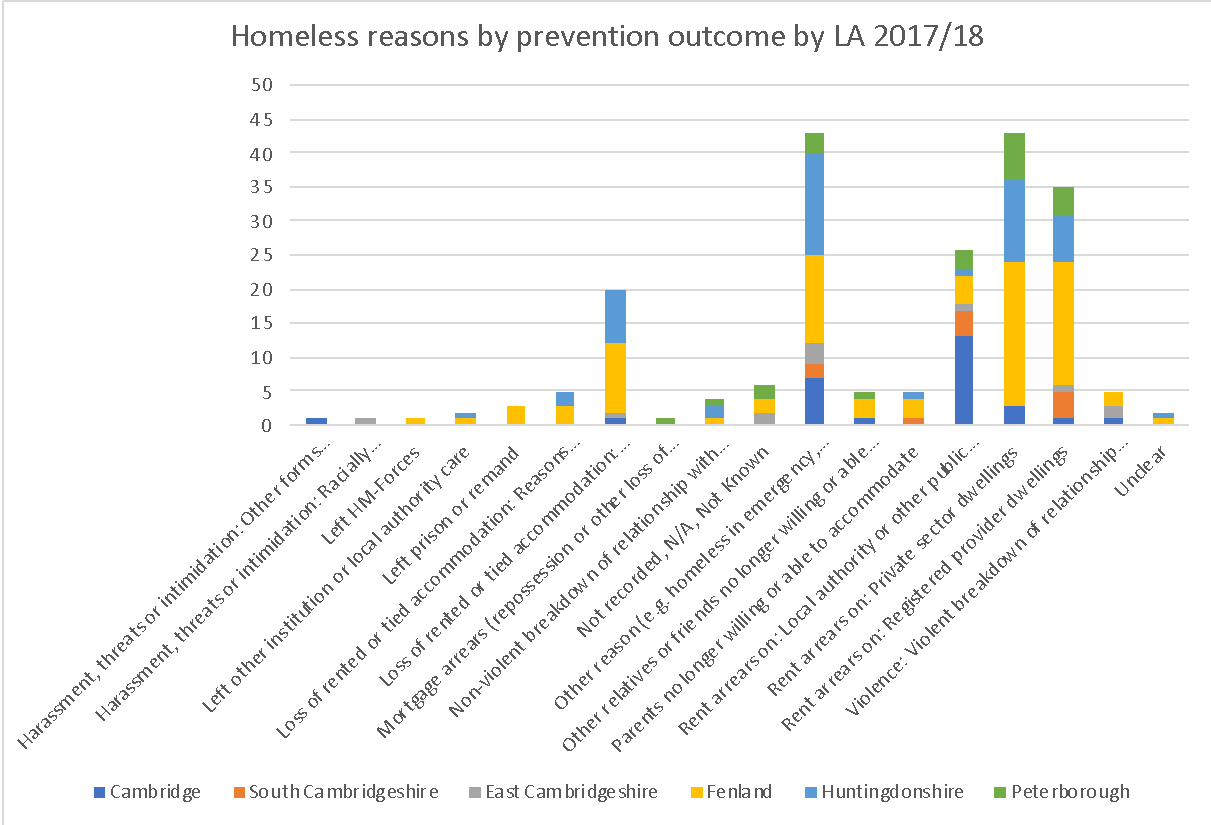 Homeless reasons by prevention outcome by LA 2017/18
50
45
40
35
30
25
20
15
10
5
0
Harassment, threats or intimidation: Other forms…
Harassment, threats or intimidation: Racially…
Left HM-Forces
Left other institution or local authority care
Left prison or remand
Loss of rented or tied accommodation: Reasons…
Loss of rented or tied accommodation:…
Mortgage arrears (repossession or other loss of…
Non-violent breakdown of relationship with…
Not recorded, N/A, Not Known
Other reason (e.g. homeless in emergency,…
Other relatives or friends no longer willing or able…
Parents no longer willing or able to accommodate
Rent arrears on: Local authority or other public…
Rent arrears on: Private sector dwellings
Rent arrears on: Registered provider dwellings
Violence: Violent breakdown of relationship…
Unclear
Cambridge South Cambridgeshire East Cambridgeshire Fenland Huntingdonshire Peterborough